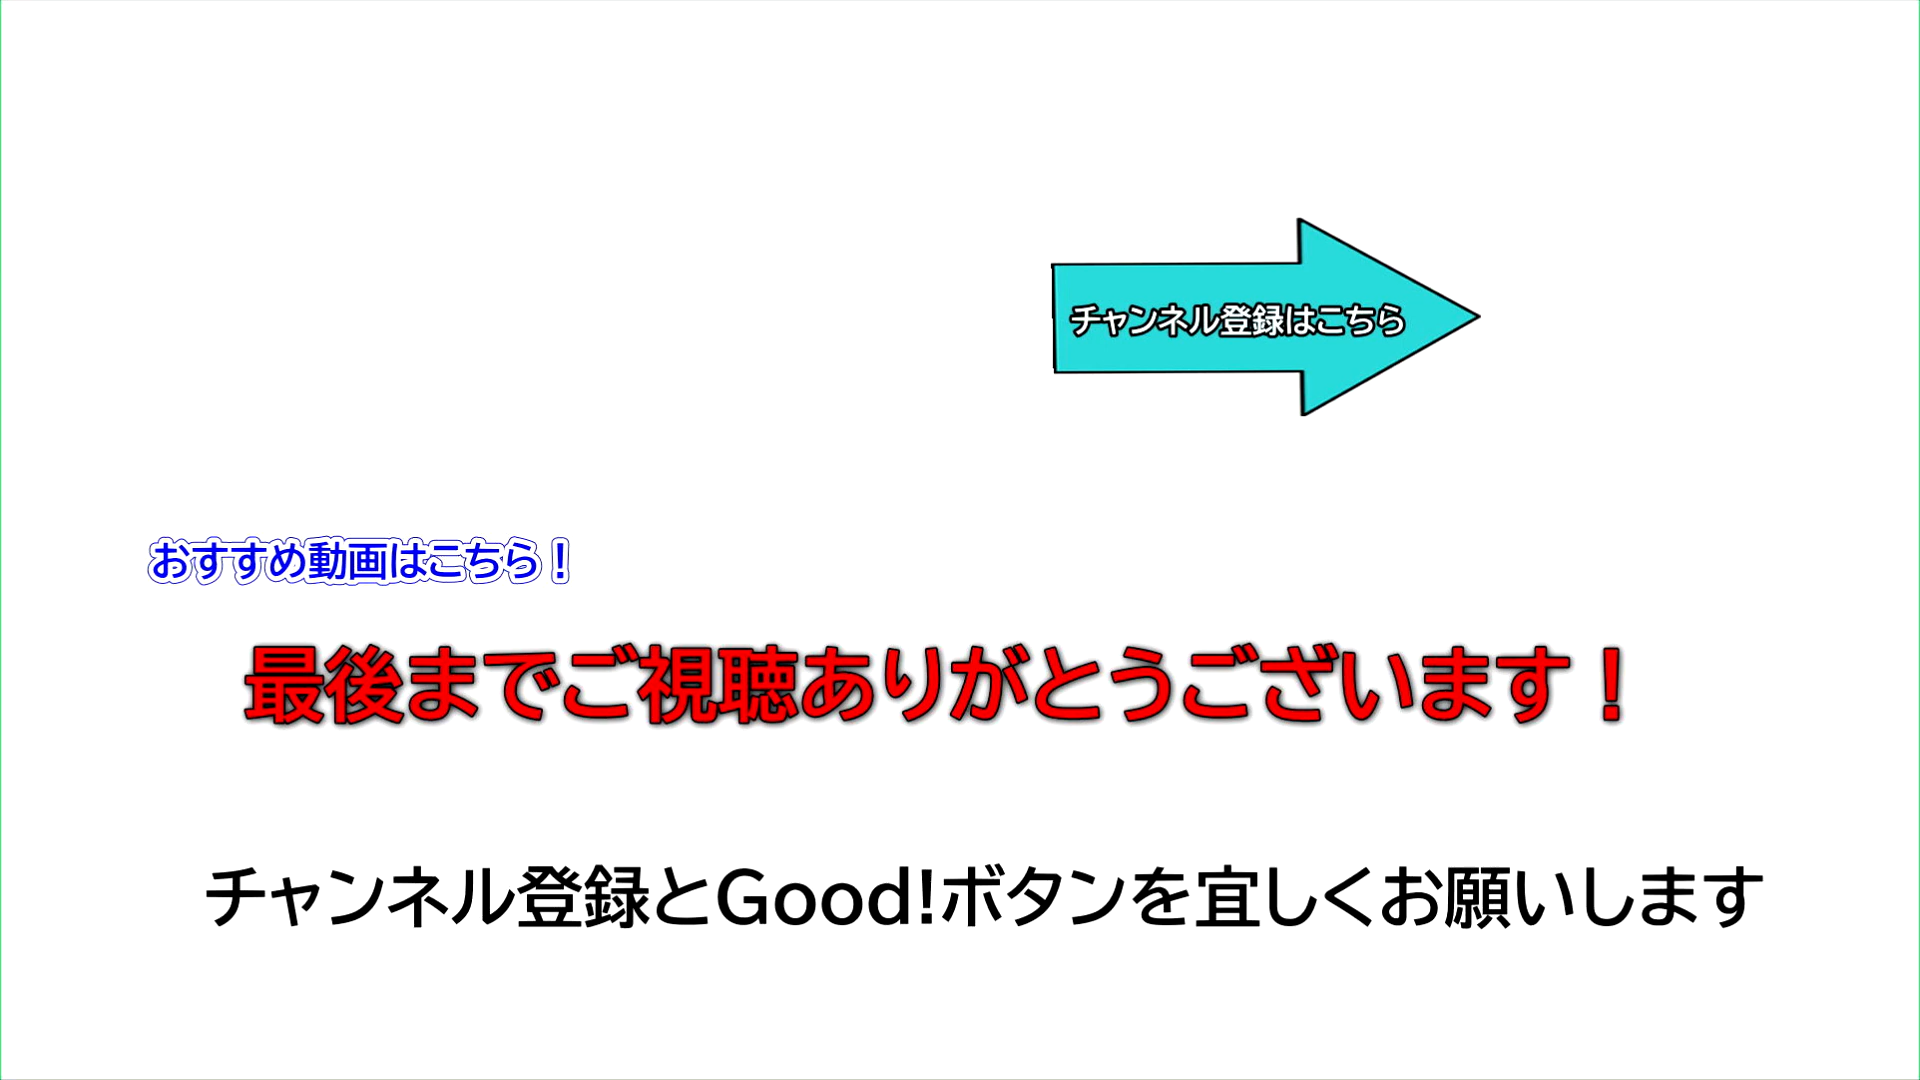 チャンネル登録はこちら
おすすめ動画はこちら！
最後までご視聴ありがとうございます！
チャンネル登録とGood!ボタンを宜しくお願いします